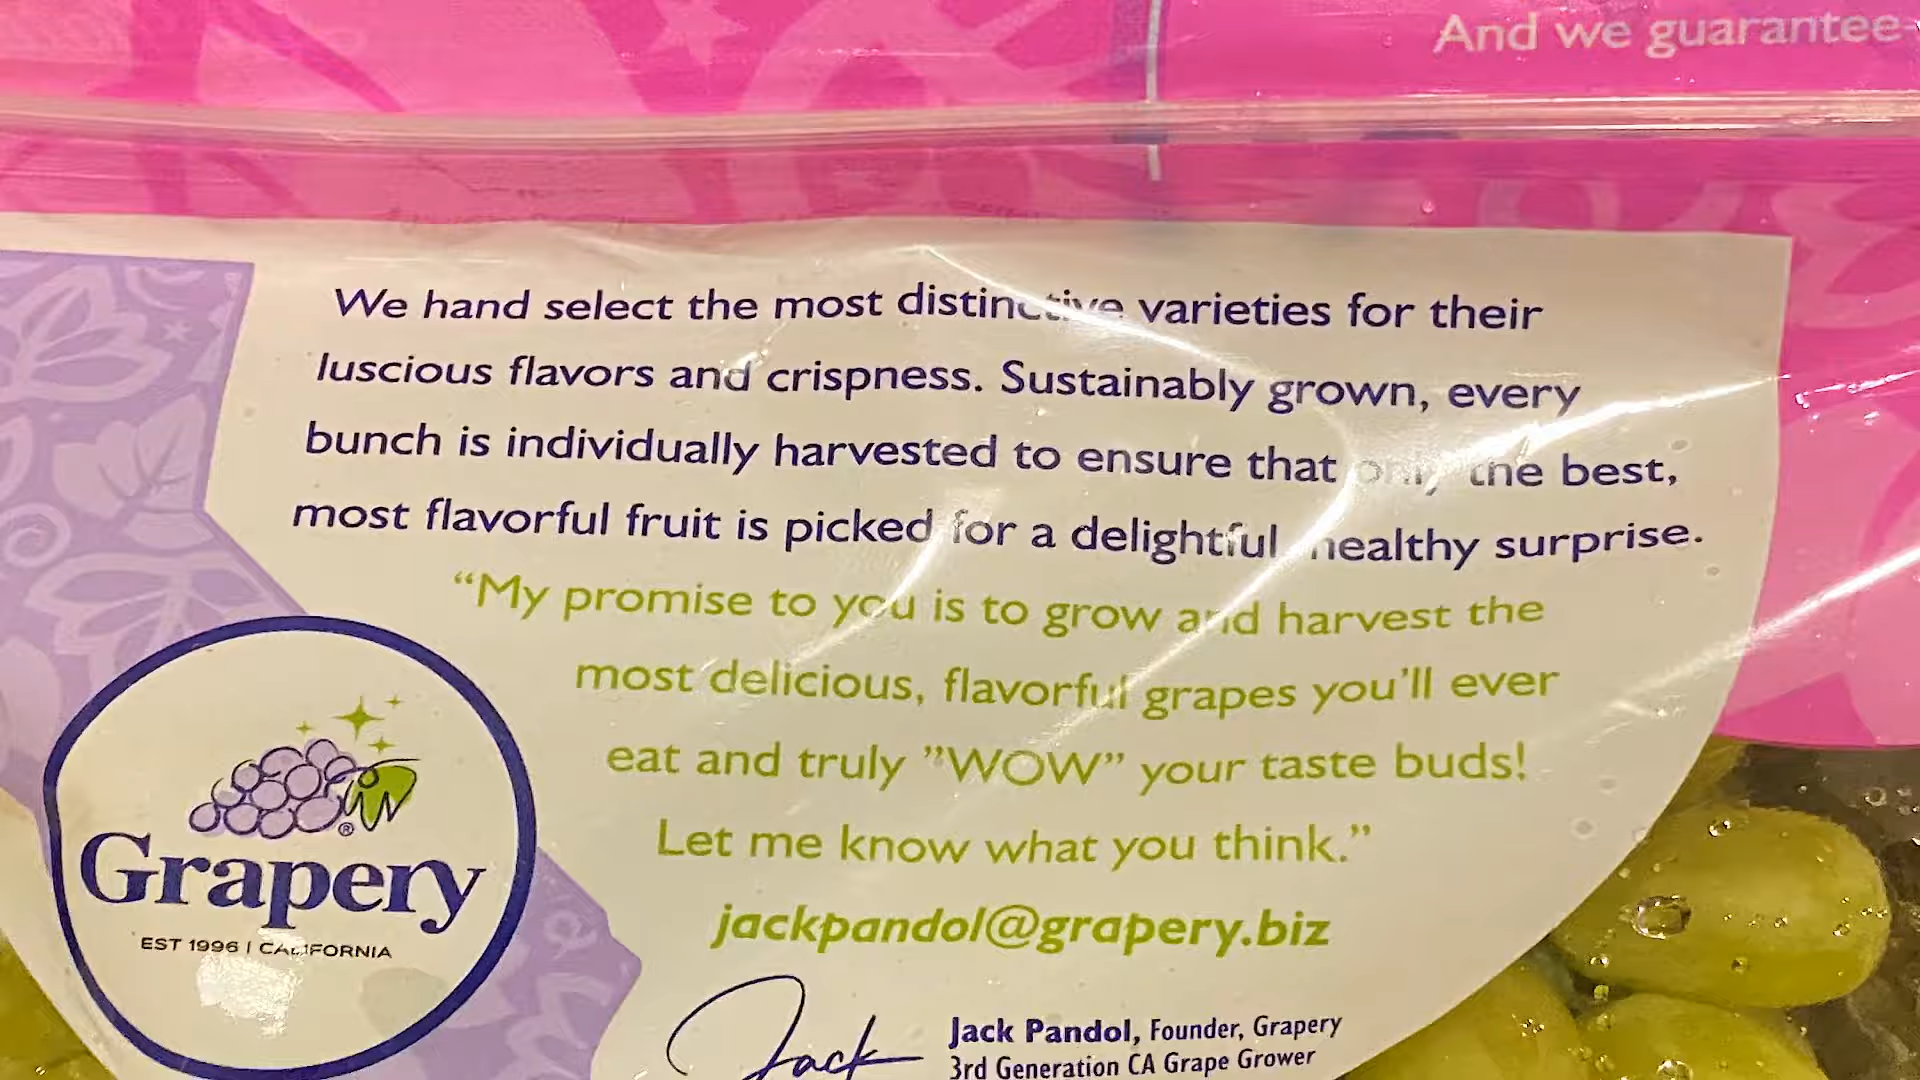 And we guarantee
We hand select the most distinctive varieties for their
luscious flavors and crispness. Sustainably grown, every
bunch is individually harvested to ensure that only the best,
most flavorful fruit is picked for a delightful healthy surprise.
“My promise to you is to grow and harvest the
most delicious, flavorful grapes you’ll ever
eat and truly ”WOW” your taste buds!
Let me know what you think.”
jackpandol@grapery.biz
®
Grapery
EST 1996 | CALIFORNIA
Jack
Jack Pandol, Founder, Grapery
3rd Generation CA Grape Grower